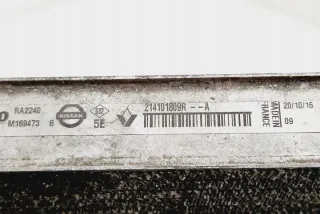 RA2240
M169473 8
NISSAN
5E
214101809R--A
MADE IN
FRANCE
20/10/16
09